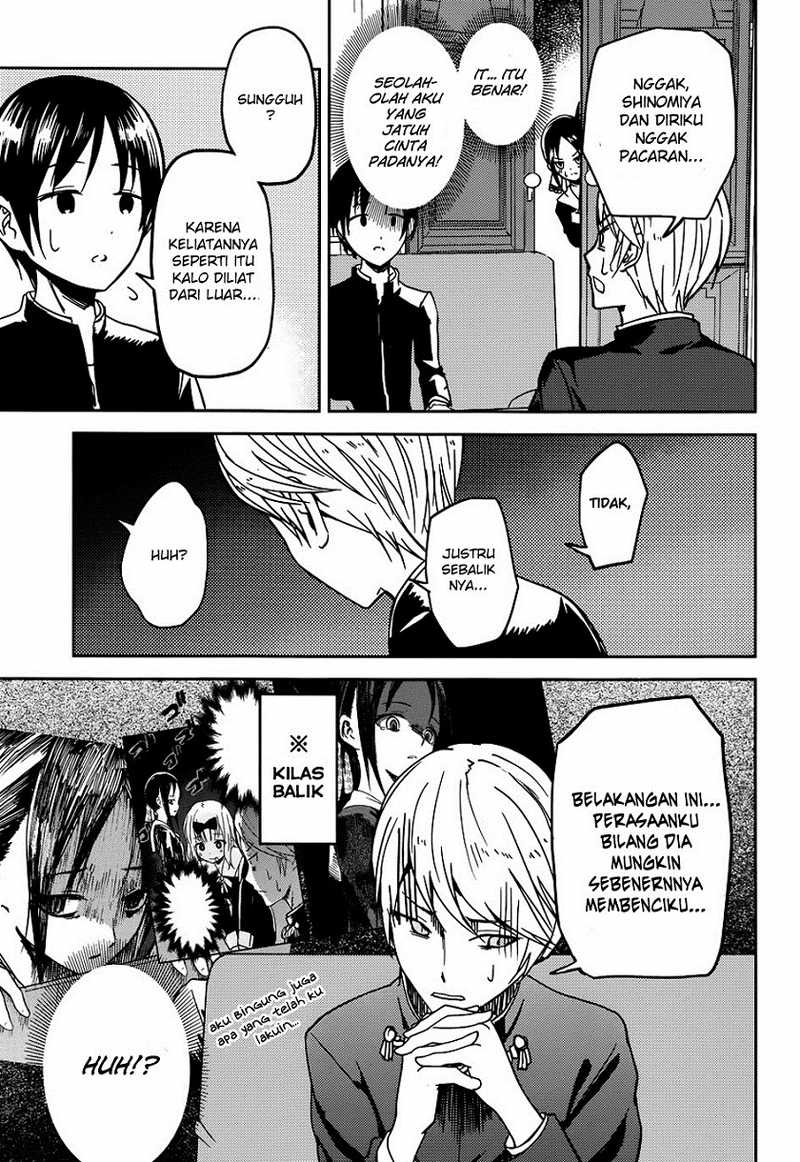 NGGAK,
SHINOMIYA
DAN DIRIKU
NGGAK
PACARAN...
IT... ITU
BENAR!
SEOLAH-
OLAH AKU
YANG
JATUH
CINTA
PADANYA!
SUNGGUH
?
KARENA
KELIATANNYA
SEPERTI ITU
KALO DILIAT
DARI LUAR....
TIDAK,
JUSTRU
SEBALIK
NYA...
HUH?
BELAKANGAN INI...
PERASAANKU
BILANG DIA
MUNGKIN
SEBENERNNYA
MEMBENCIKU...
※
KILAS
BALIK
aku bingung juga
apa yang telah ku
lakuin...
HUH!?